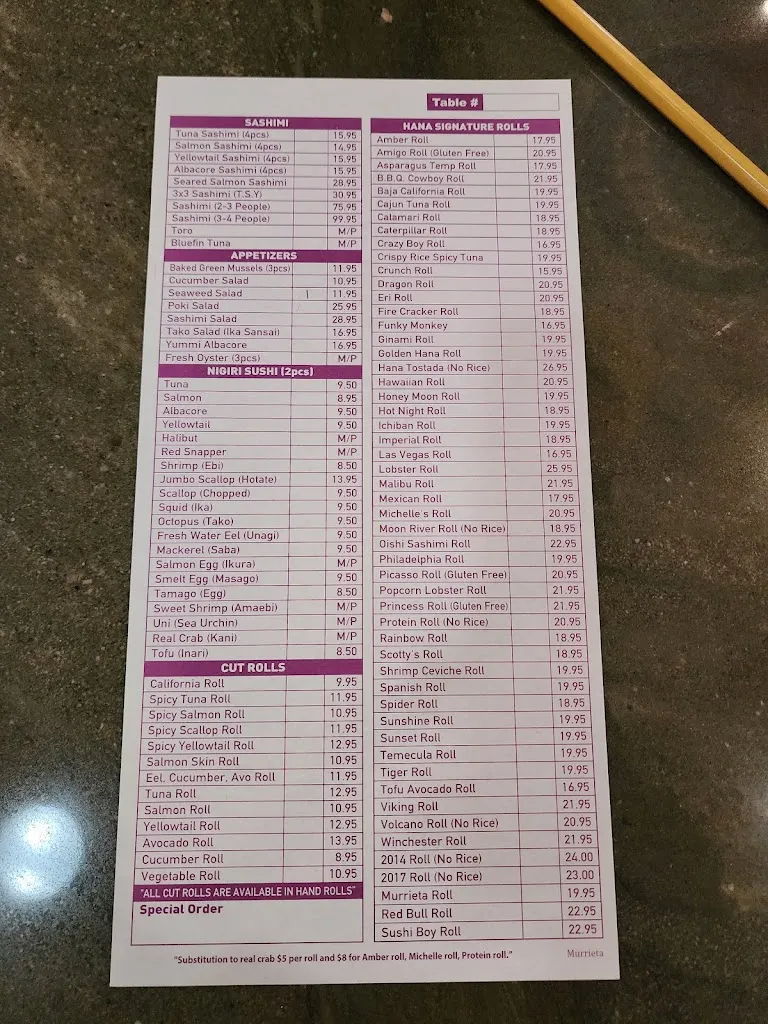 Table #
SASHIMI
Tuna Sashimi (4pcs) 15.95
Salmon Sashimi (4pcs) 14.95
Yellowtail Sashimi (4pcs) 15.95
Albacore Sashimi (4pcs) 15.95
Seared Salmon Sashimi 28.95
3x3 Sashimi (T.S.Y) 30.95
Sashimi (2-3 People) 75.95
Sashimi (3-4 People) 99.95
Toro M/P
Bluefin Tuna M/P
APPETIZERS
Baked Green Mussels (3pcs) 11.95
Cucumber Salad 10.95
Seaweed Salad 11.95
Poki Salad 25.95
Sashimi Salad 28.95
Tako Salad (Ika Sansai) 16.95
Yummi Albacore 16.95
Fresh Oyster (3pcs) M/P
NIGIRI SUSHI (2pcs)
Tuna 9.50
Salmon 8.95
Albacore 9.50
Yellowtail 9.50
Halibut M/P
Red Snapper M/P
Shrimp (Ebi) 8.50
Jumbo Scallop (Hotate) 13.95
Scallop (Chopped) 9.50
Squid (Ika) 9.50
Octopus (Tako) 9.50
Fresh Water Eel (Unagi) 9.50
Mackerel (Saba) 9.50
Salmon Egg (Ikura) M/P
Smelt Egg (Masago) 9.50
Tamago (Egg) 8.50
Sweet Shrimp (Amaebi) M/P
Uni (Sea Urchin) M/P
Real Crab (Kani) M/P
Tofu (Inari) 8.50
CUT ROLLS
California Roll 9.95
Spicy Tuna Roll 11.95
Spicy Salmon Roll 10.95
Spicy Scallop Roll 11.95
Spicy Yellowtail Roll 12.95
Salmon Skin Roll 10.95
Eel, Cucumber, Avo Roll 11.95
Tuna Roll 12.95
Salmon Roll 10.95
Yellowtail Roll 12.95
Avocado Roll 13.95
Cucumber Roll 8.95
Vegetable Roll 10.95
"ALL CUT ROLLS ARE AVAILABLE IN HAND ROLLS"
Special Order
HANA SIGNATURE ROLLS
Amber Roll 17.95
Amigo Roll (Gluten Free) 20.95
Asparagus Temp Roll 17.95
B.B.Q. Cowboy Roll 21.95
Baja California Roll 19.95
Cajun Tuna Roll 19.95
Calamari Roll 18.95
Caterpillar Roll 18.95
Crazy Boy Roll 16.95
Crispy Rice Spicy Tuna 19.95
Crunch Roll 15.95
Dragon Roll 20.95
Eri Roll 20.95
Fire Cracker Roll 18.95
Funky Monkey 16.95
Ginami Roll 19.95
Golden Hana Roll 19.95
Hana Tostada (No Rice) 26.95
Hawaiian Roll 20.95
Honey Moon Roll 19.95
Hot Night Roll 18.95
Ichiban Roll 19.95
Imperial Roll 18.95
Las Vegas Roll 16.95
Lobster Roll 25.95
Malibu Roll 21.95
Mexican Roll 17.95
Michelle's Roll 20.95
Moon River Roll (No Rice) 18.95
Oishi Sashimi Roll 22.95
Philadelphia Roll 19.95
Picasso Roll (Gluten Free) 20.95
Popcorn Lobster Roll 21.95
Princess Roll (Gluten Free) 21.95
Protein Roll (No Rice) 20.95
Rainbow Roll 18.95
Scotty's Roll 18.95
Shrimp Ceviche Roll 19.95
Spanish Roll 19.95
Spider Roll 18.95
Sunshine Roll 19.95
Sunset Roll 19.95
Temecula Roll 19.95
Tiger Roll 19.95
Tofu Avocado Roll 16.95
Viking Roll 21.95
Volcano Roll (No Rice) 20.95
Winchester Roll 21.95
2014 Roll (No Rice) 24.00
2017 Roll (No Rice) 23.00
Murrieta Roll 19.95
Red Bull Roll 22.95
Sushi Boy Roll 22.95
"Substitution to real crab $5 per roll and $8 for Amber roll, Michelle roll, Protein roll."
Murrieta